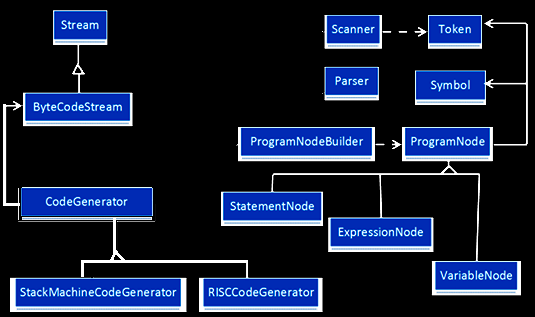 Stream
Scanner
Token
Parser
Symbol
ByteCodeStream
ProgramNodeBuilder
ProgramNode
CodeGenerator
StatementNode
ExpressionNode
VariableNode
StackMachineCodeGenerator
RISCCodeGenerator